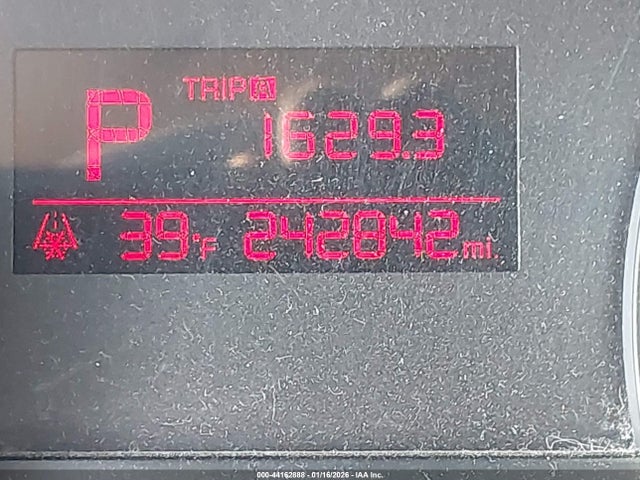 TRIP A
P 1629.3
39°F 242842 mi.
000-44162888 - 01/16/2026 - IAA Inc.